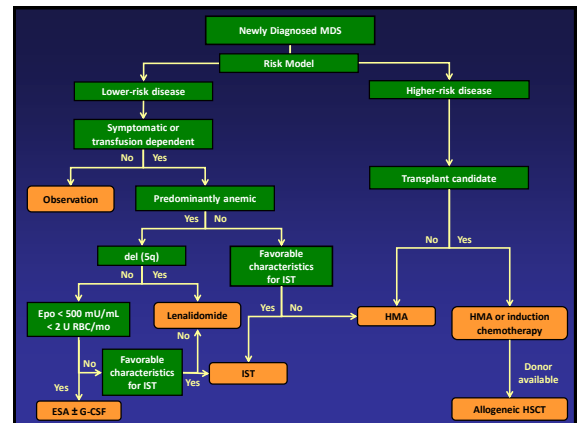 Newly Diagnosed MDS
Risk Model
Lower-risk disease
Higher-risk disease
Symptomatic or
transfusion dependent
No
Yes
Transplant candidate
Observation
Predominantly anemic
Yes
No
No
Yes
del (5q)
Favorable
characteristics
for IST
No
Yes
Epo < 500 mU/mL
< 2 U RBC/mo
Lenalidomide
Yes
No
HMA
HMA or induction
chemotherapy
No
No
Favorable
characteristics
for IST
Yes
IST
Yes
Donor
available
ESA ± G-CSF
Allogeneic HSCT